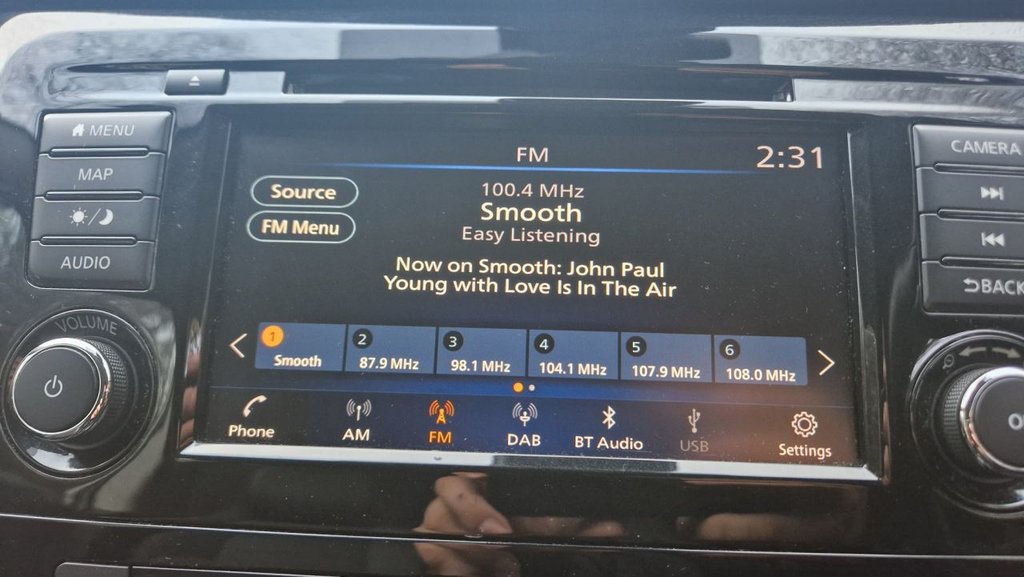 MENU
MAP
AUDIO
VOLUME
FM
2:31
Source
FM Menu
100.4 MHz
Smooth
Easy Listening
Now on Smooth: John Paul
Young with Love Is In The Air
1 Smooth
2 87.9 MHz
3 98.1 MHz
4 104.1 MHz
5 107.9 MHz
6 108.0 MHz
Phone
AM
FM
DAB
BT Audio
USB
Settings
CAMERA
BACK